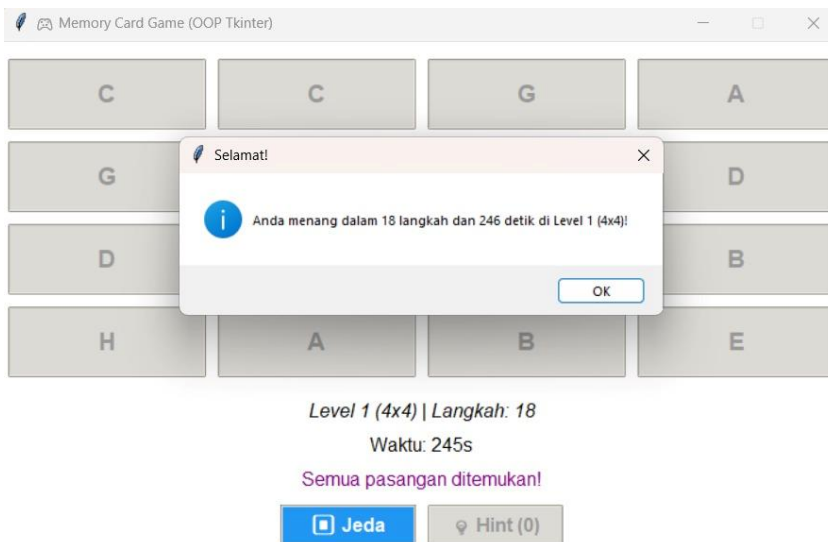 Memory Card Game (OOP Tkinter)
C C G A
G D
D B
H A B E
Selamat!
Anda menang dalam 18 langkah dan 246 detik di Level 1 (4x4)!
OK
Level 1 (4x4) | Langkah: 18
Waktu: 245s
Semua pasangan ditemukan!
Jeda Hint (0)